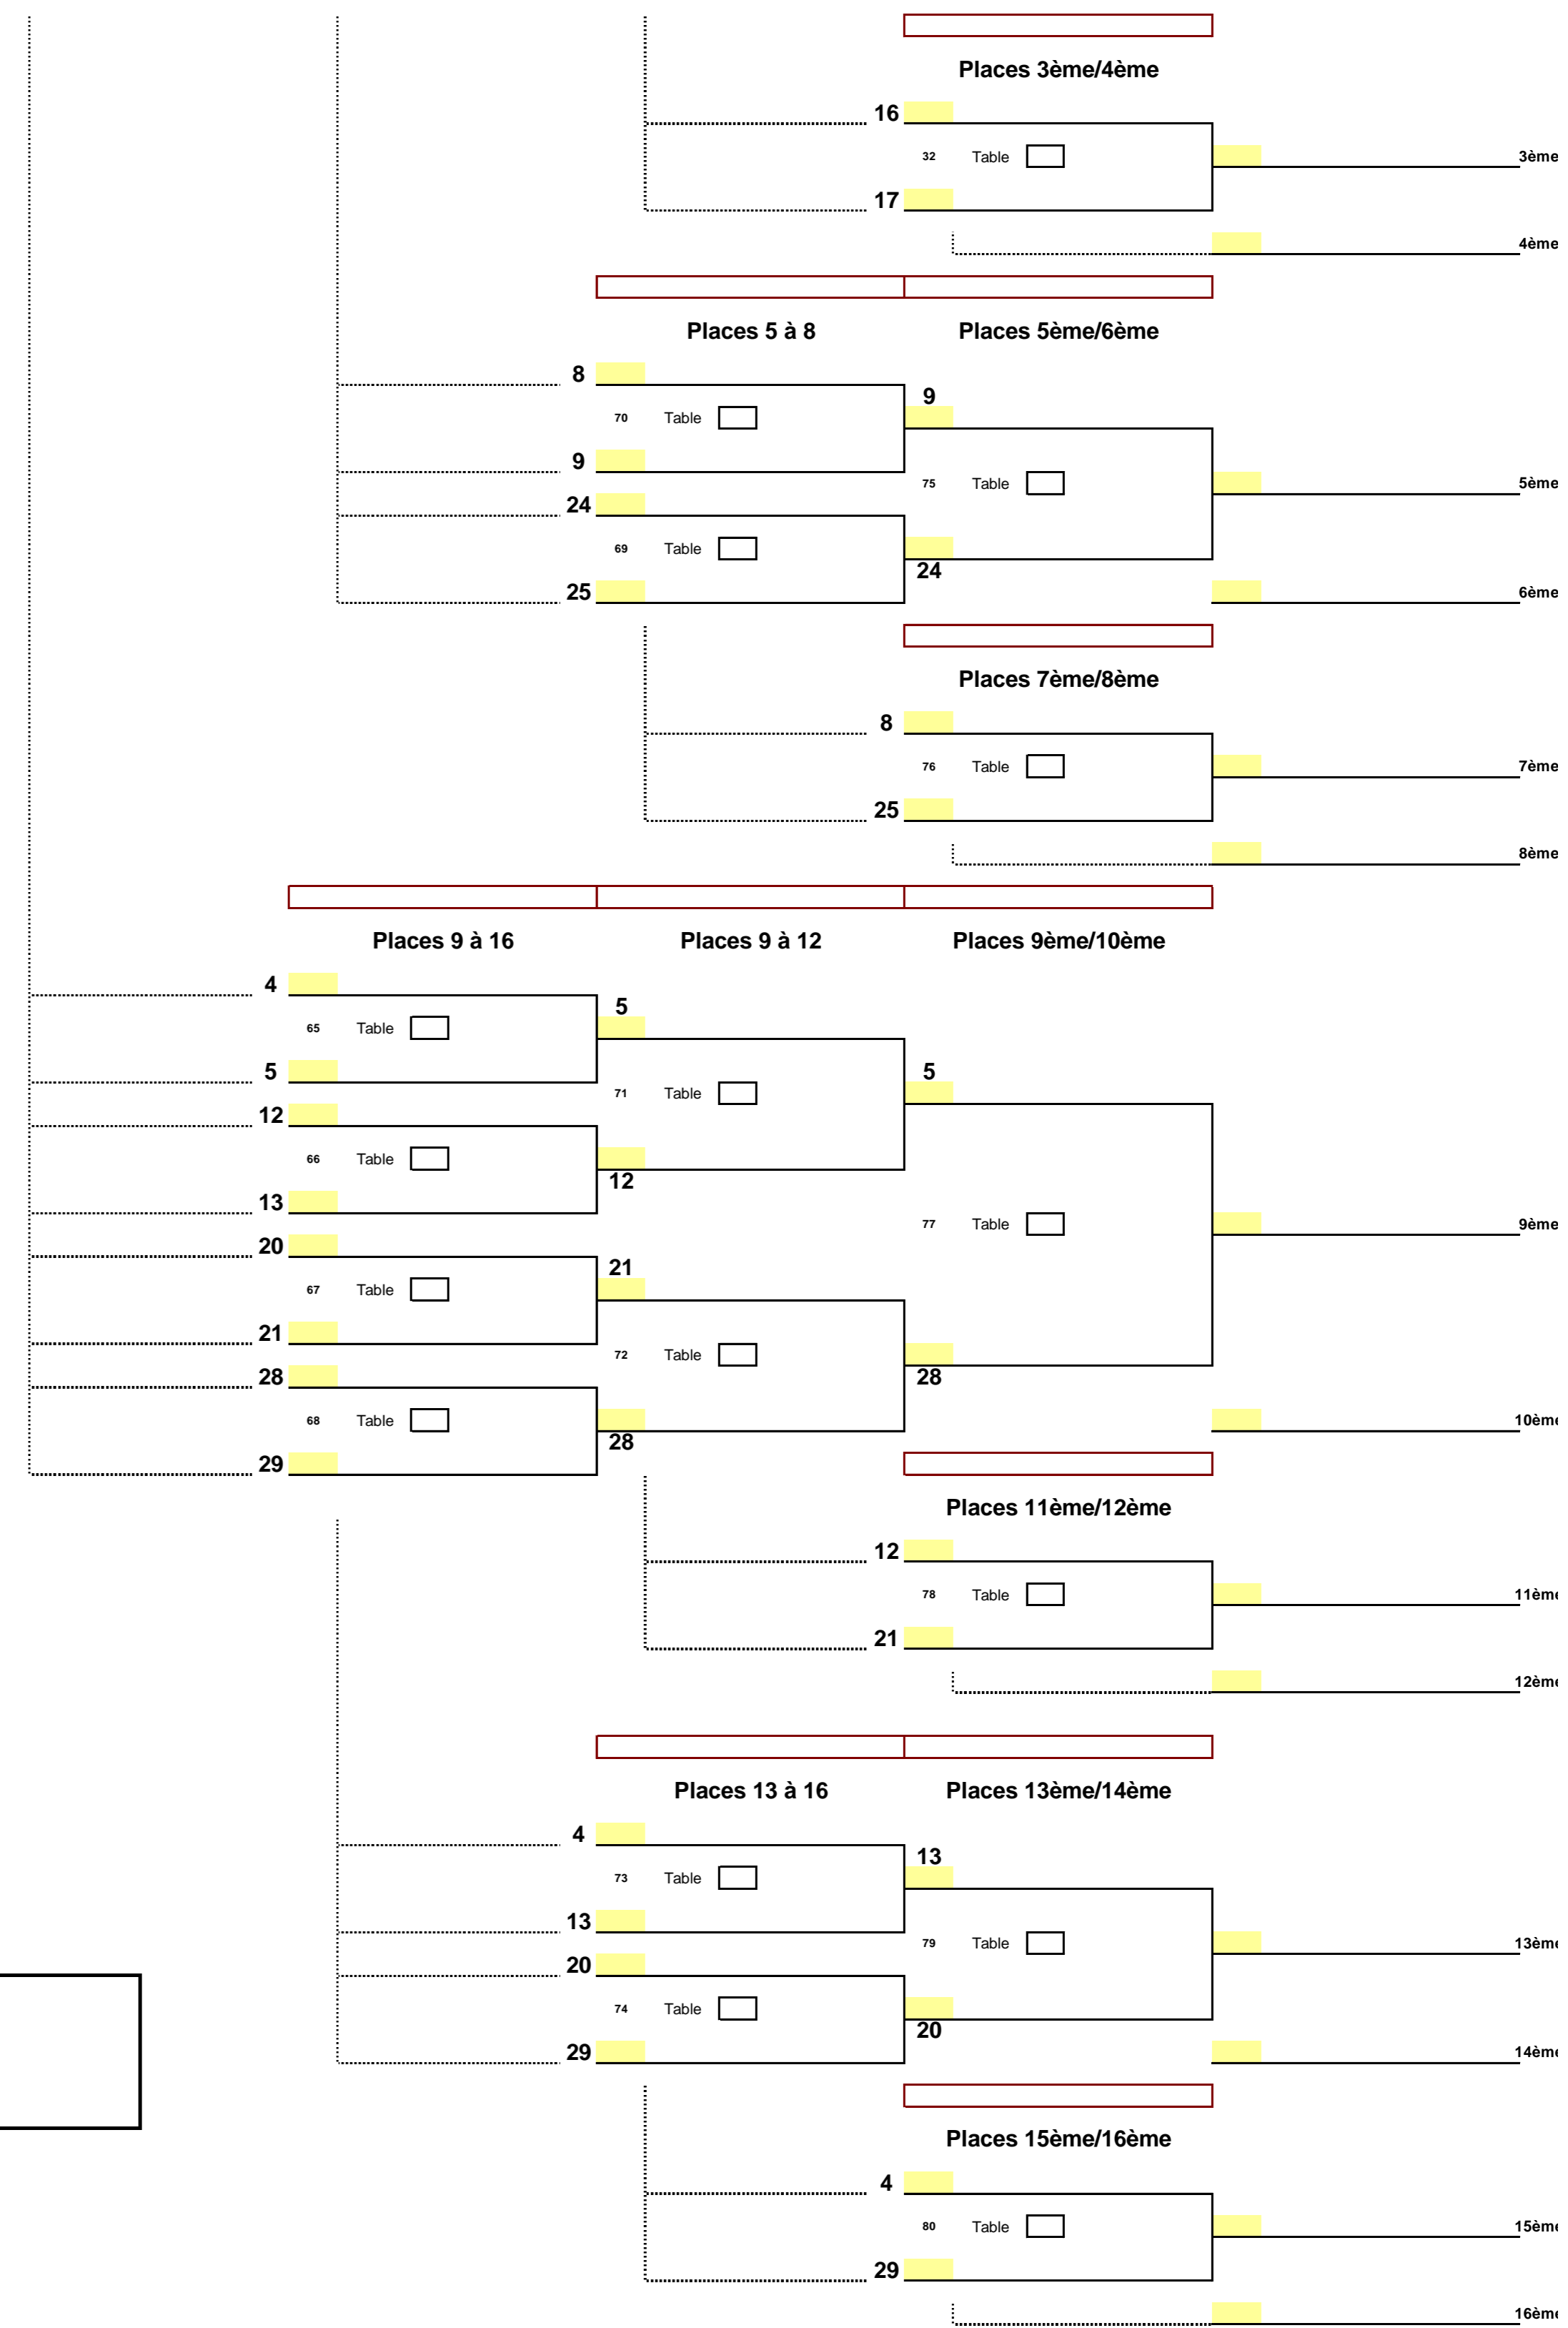 Places 3ème/4ème
16
32 Table 3ème
17
4ème
Places 5 à 8 Places 5ème/6ème
8
9
70 Table
9
75 Table 5ème
24
69 Table
24
25 6ème
Places 7ème/8ème
8
76 Table 7ème
25
8ème
Places 9 à 16 Places 9 à 12 Places 9ème/10ème
4
5
65 Table
5 5
71 Table
12
66 Table
12
13
77 Table 9ème
20
21
67 Table
21
72 Table
28 28
68 Table 10ème
28
29
Places 11ème/12ème
12
78 Table 11ème
21
12ème
Places 13 à 16 Places 13ème/14ème
4
13
73 Table
13
79 Table 13ème
20
74 Table
20
29 14ème
Places 15ème/16ème
4
80 Table 15ème
29
16ème